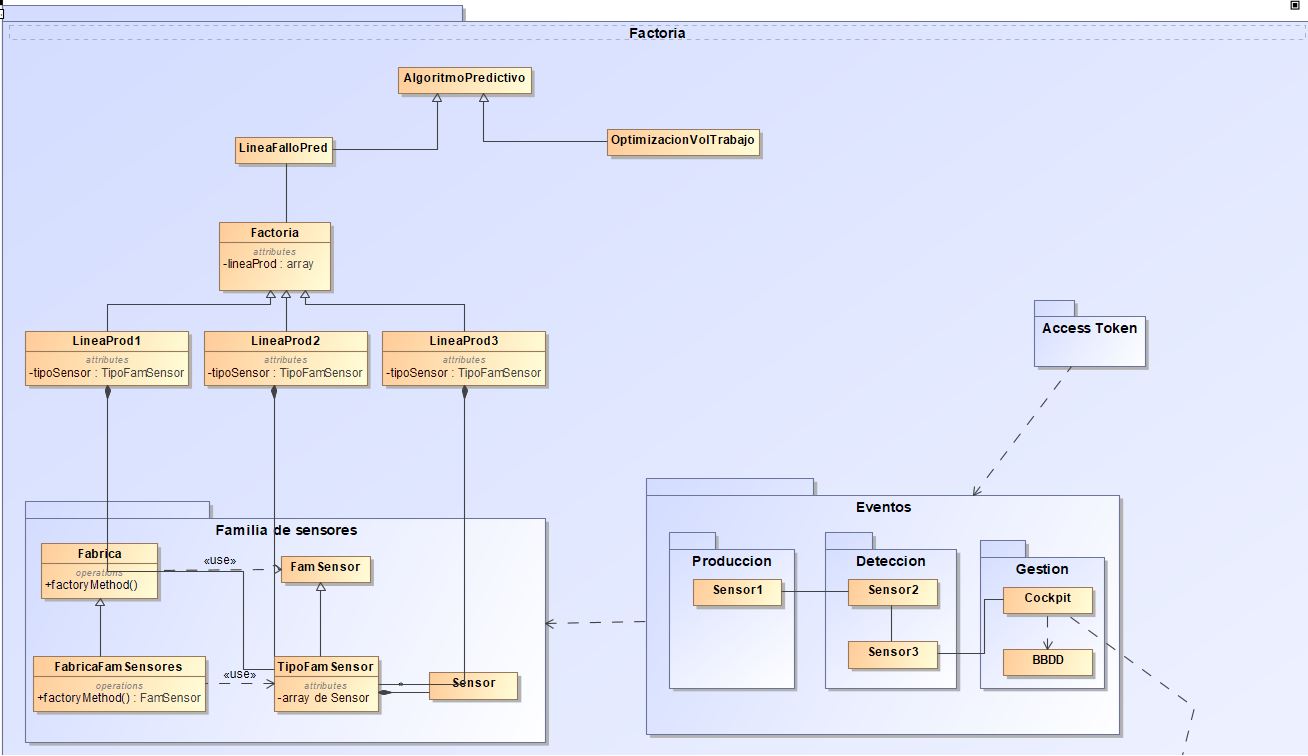 Factoria
AlgoritmoPredictivo
OptimizacionVolTrabajo
LineaFalloPred
Factoria
attributes
-lineaProd : array
LineaProd1
attributes
-tipoSensor : TipoFamSensor
LineaProd2
attributes
-tipoSensor : TipoFamSensor
LineaProd3
attributes
-tipoSensor : TipoFamSensor
Access Token
Familia de sensores
Fabrica
operations
+factoryMethod()
«use»
FamSensor
FabricaFamSensores
operations
+factoryMethod() : FamSensor
«use»
TipoFamSensor
attributes
-array de Sensor
Sensor
Eventos
Produccion
Sensor1
Deteccion
Sensor2
Sensor3
Gestion
Cockpit
BBDD